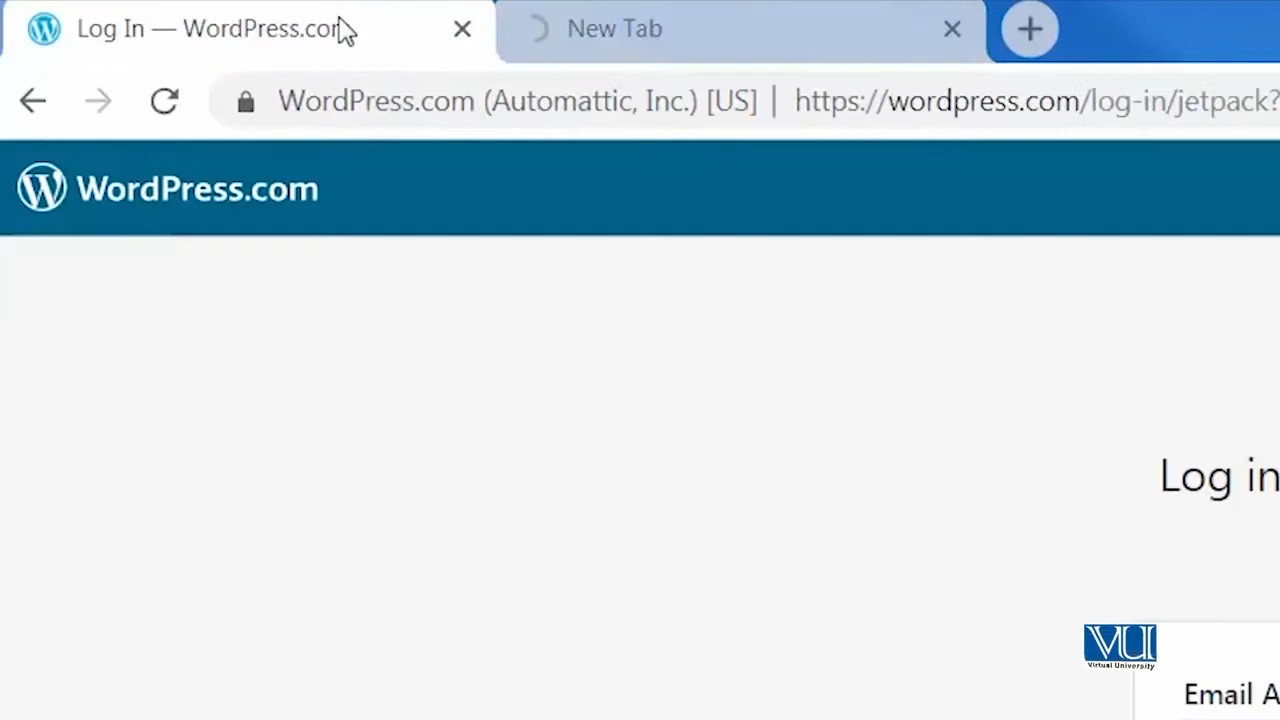 Log In — WordPress.com
New Tab
WordPress.com (Automattic, Inc.) [US] | https://wordpress.com/log-in/jetpack?
WordPress.com
Log in
VU
Virtual University
Email A